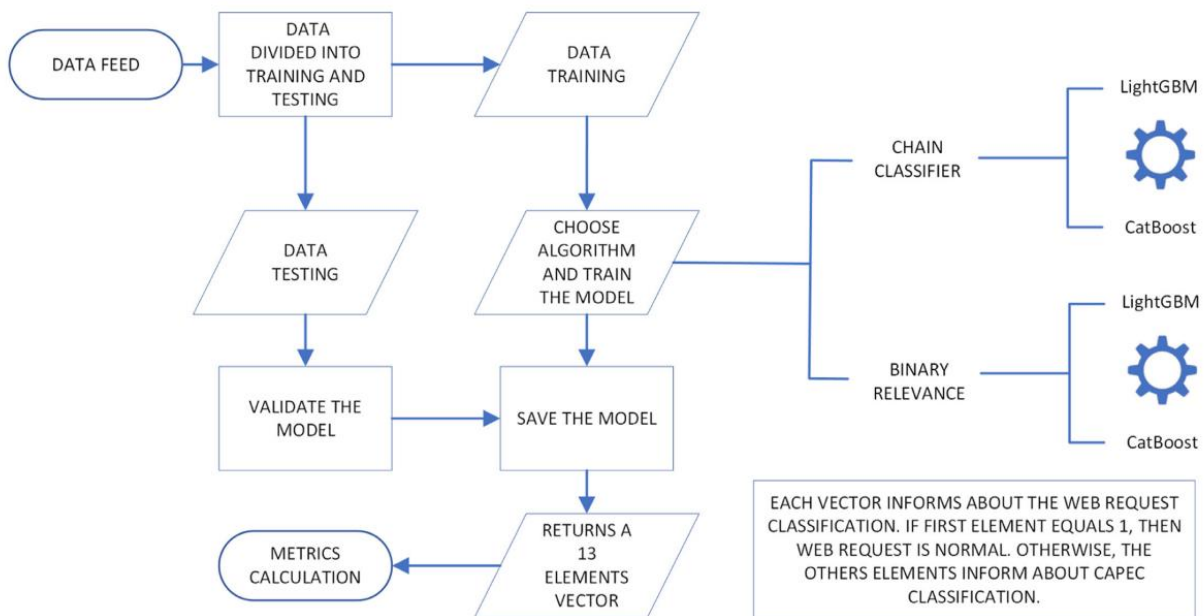 DATA FEED
DATA
DIVIDED INTO
TRAINING AND
TESTING
DATA
TRAINING
DATA
TESTING
CHOOSE
ALGORITHM
AND TRAIN
THE MODEL
VALIDATE THE
MODEL
SAVE THE MODEL
METRICS
CALCULATION
RETURNS A
13
ELEMENTS
VECTOR
CHAIN
CLASSIFIER
LightGBM
CatBoost
BINARY
RELEVANCE
LightGBM
CatBoost
EACH VECTOR INFORMS ABOUT THE WEB REQUEST
CLASSIFICATION. IF FIRST ELEMENT EQUALS 1, THEN
WEB REQUEST IS NORMAL. OTHERWISE, THE
OTHERS ELEMENTS INFORM ABOUT CAPEC
CLASSIFICATION.